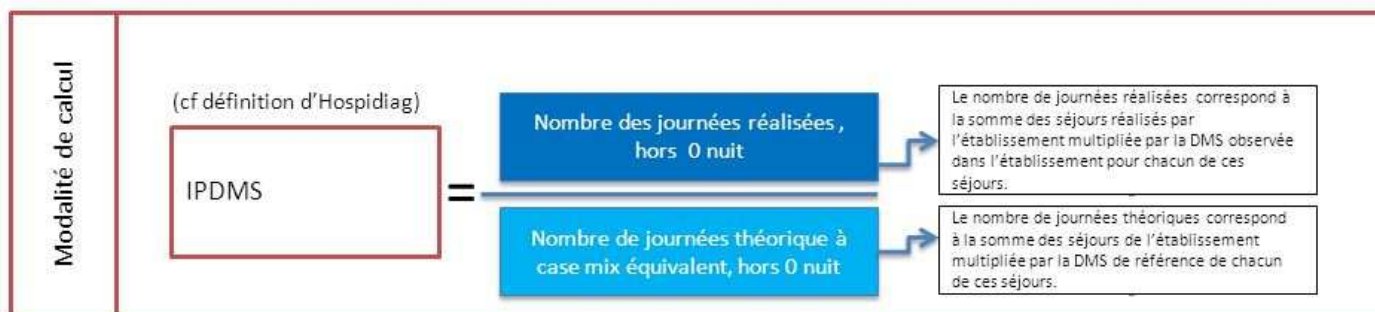 Modalité de calcul
(cf définition d’Hospidiag)
IPDMS
=
Nombre des journées réalisées ,
hors 0 nuit
Nombre de journées théorique à
case mix équivalent, hors 0 nuit
Le nombre de journées réalisées correspond à
la somme des séjours réalisés par
l’établissement multipliée par la DMS observée
dans l’établissement pour chacun de ces
séjours.
Le nombre de journées théoriques correspond
à la somme des séjours de l’établissement
multipliée par la DMS de référence de chacun
de ces séjours.